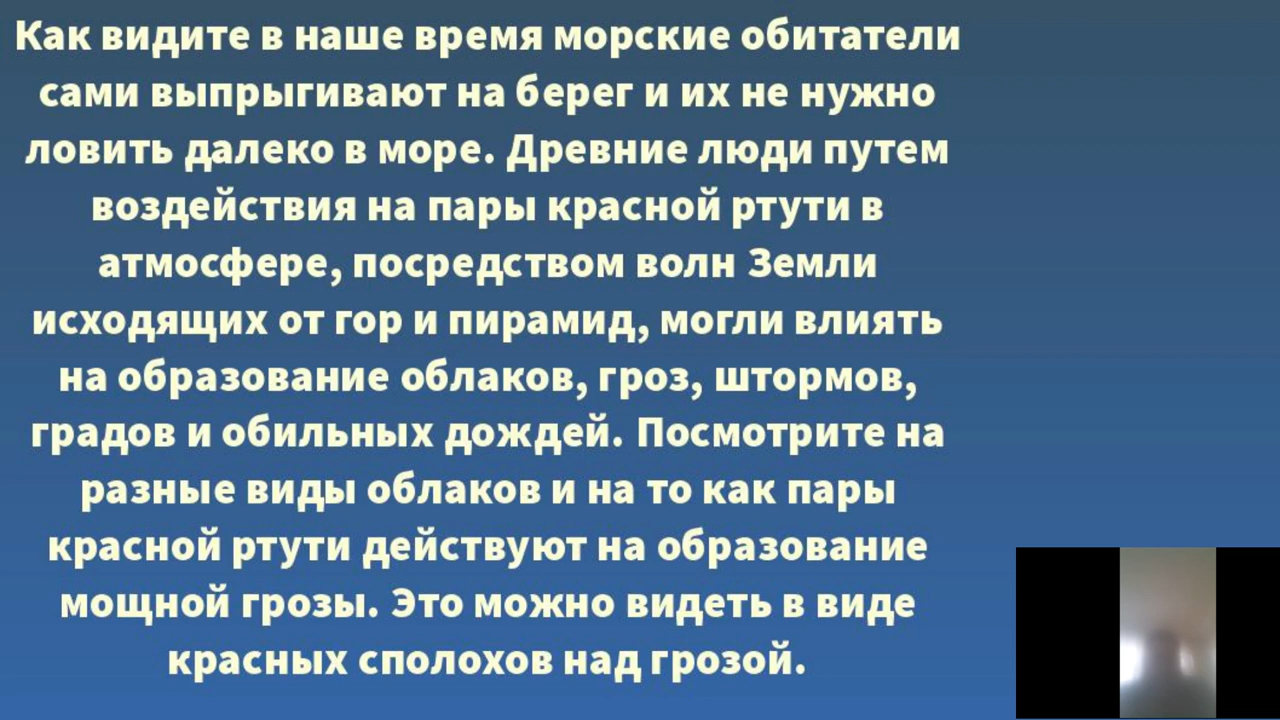 Как видите в наше время морские обитатели
сами выпрыгивают на берег и их не нужно
ловить далеко в море. Древние люди путем
воздействия на пары красной ртути в
атмосфере, посредством волн Земли
исходящих от гор и пирамид, могли влиять
на образование облаков, гроз, штормов,
градов и обильных дождей. Посмотрите на
разные виды облаков и на то как пары
красной ртути действуют на образование
мощной грозы. Это можно видеть в виде
красных сполохов над грозой.